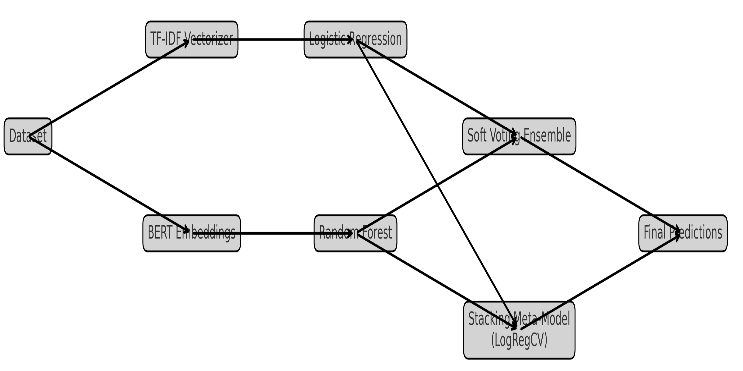 TF-IDF Vectorizer
Logistic Regression
Dataset
Soft Voting Ensemble
BERT Embeddings
Random Forest
Final Predictions
Stacking Meta-Model
(LogRegCV)